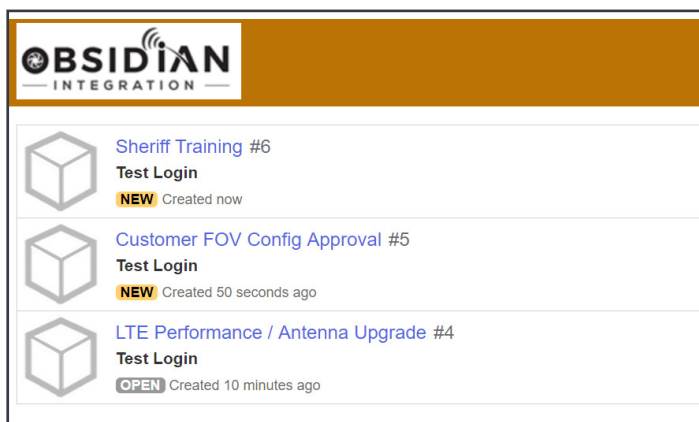 OBSIDIAN
INTEGRATION
Sheriff Training #6
Test Login
NEW Created now
Customer FOV Config Approval #5
Test Login
NEW Created 50 seconds ago
LTE Performance / Antenna Upgrade #4
Test Login
OPEN Created 10 minutes ago